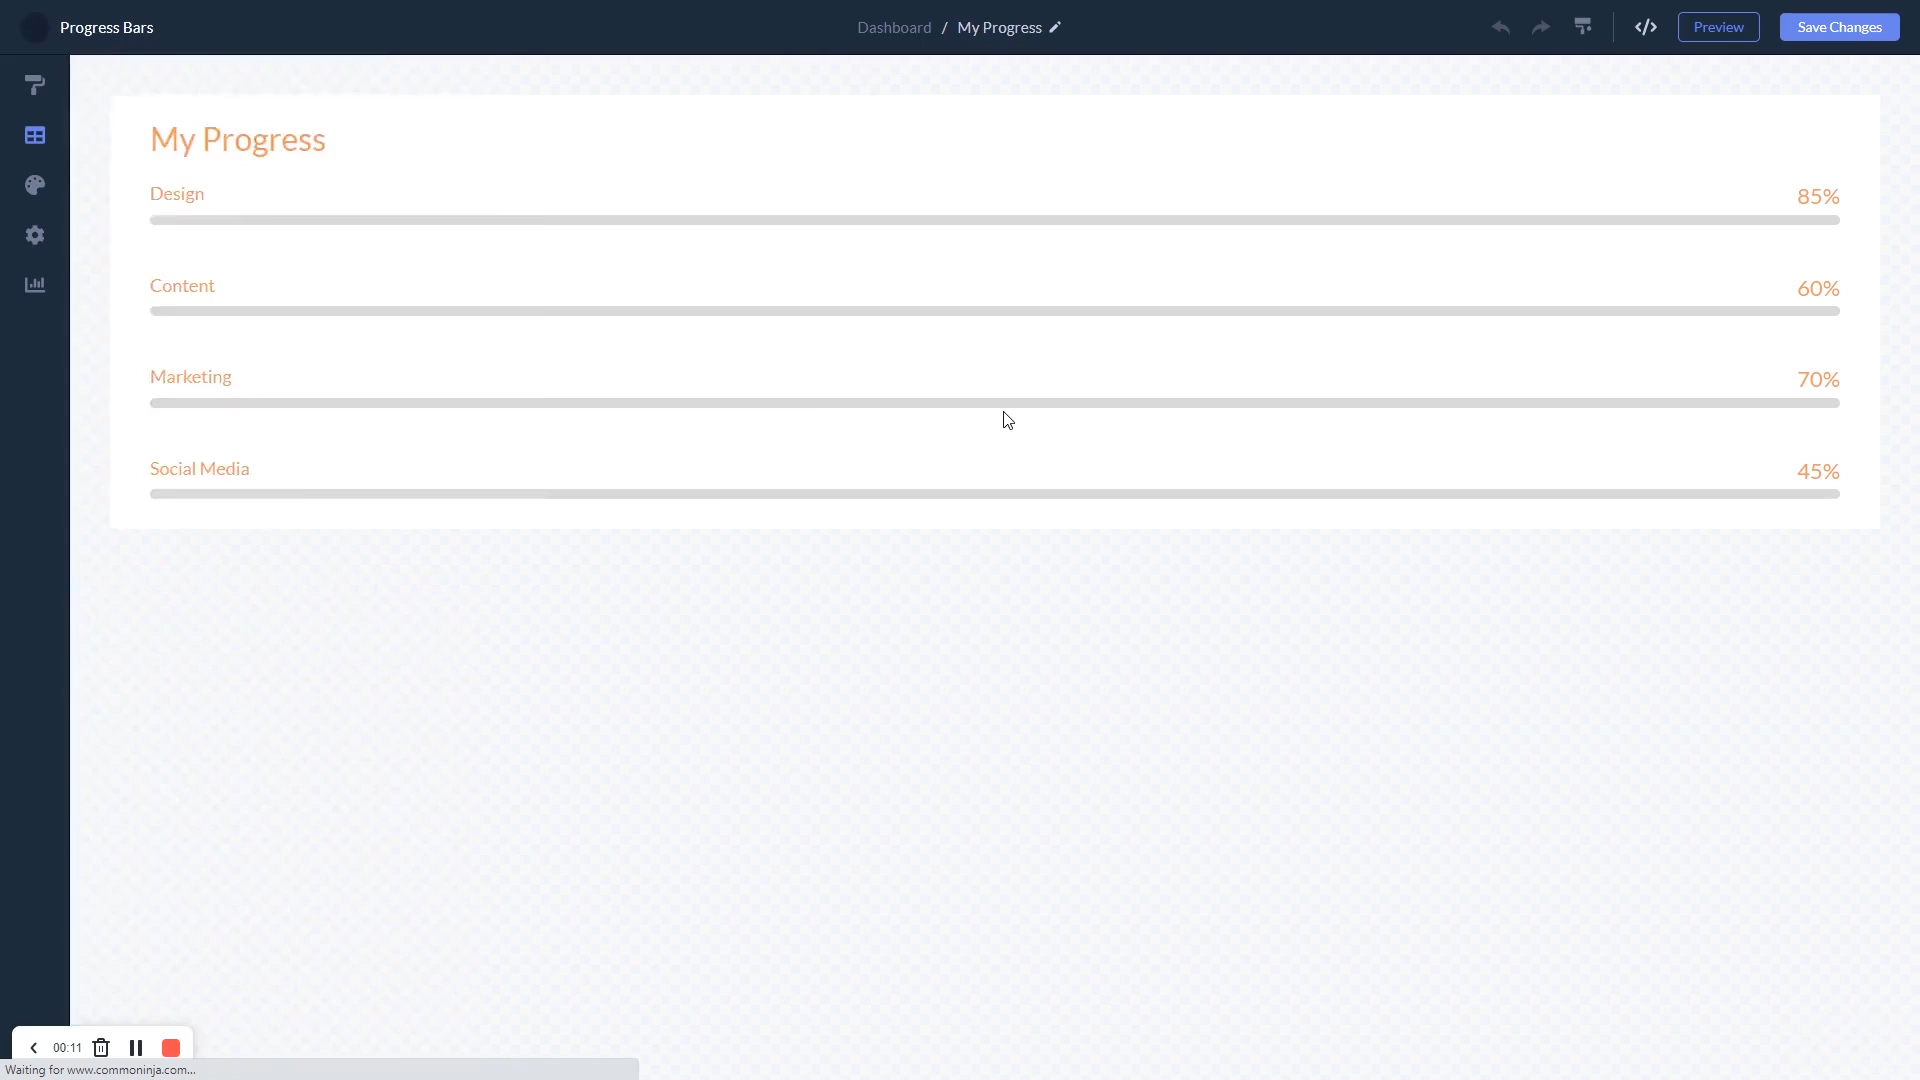 Progress Bars
Dashboard / My Progress
Preview
Save Changes
My Progress
Design
85%
Content
60%
Marketing
70%
Social Media
45%
00:11
Waiting for www.commoninja.com...